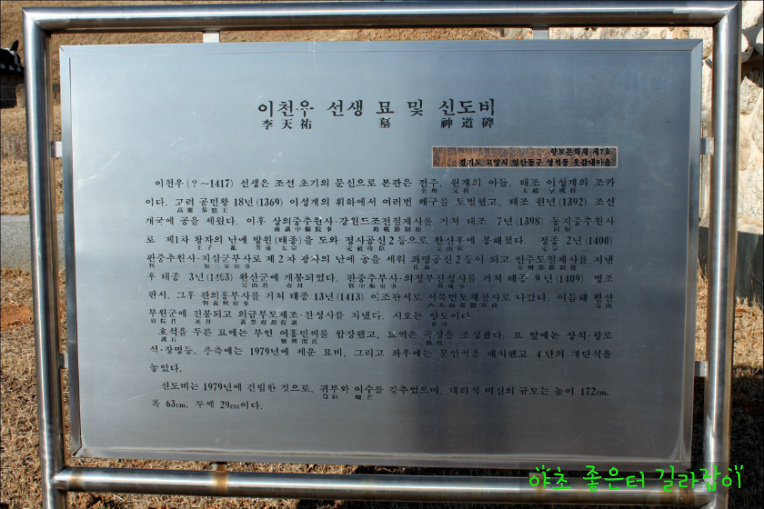 이천우 선생 묘 및 신도비
李天祐 墓 神道碑
향토문화재 제7호
경기도 고양시 일산동구 성석동
이천우(?~1417) 선생은 조선 초기의 문신으로 본관은 전주, 원계의 아들, 태조 이성계의 조카
이다. 고려 공민왕 18년(1369) 이성계의 휘하에서 여러번 왜구를 토벌했고, 태조 원년(1392) 조선
개국에 공을 세웠다. 이후 상의중추원사·강원도조전절제사를 거쳐 태조 7년(1398) 동지중추원사
로 제1차 왕자의 난에 방원(태종)을 도와 정사공신2등으로 완산후에 봉해졌다. 정종 2년(1400)
판중추원사·지삼군부사로 제2차 왕자의 난에 공을 세워 좌명공신2등이 되고 안주도절제사를 지낸
후 태종 3년(1403) 완산군에 개봉되었다. 판중추부사·의정부찬성사를 거쳐 태종 9년(1409) 병조
판서, 그후 판의흥부사를 거쳐 태종 13년(1413) 이조판서로 서북면도체찰사로 나갔다. 이듬해 완산
부원군에 진봉되고 의금부도제조·찬성사를 지냈다. 시호는 양도이다.
호석을 두른 묘에는 부인 여흥민씨를 합장했고, 묘역은 곡장을 조성했다. 묘 앞에는 상석·향로
석·장명등, 우측에는 1979년에 세운 묘비, 그리고 좌우에는 문인석을 배치했고 4단의 계단석을
놓았다.
신도비는 1979년에 건립한 것으로, 귀부와 이수를 갖추었으며, 대리석 비신의 규모는 높이 172cm,
폭 63cm, 두께 29cm이다.
야초 좋은터 길라잡이